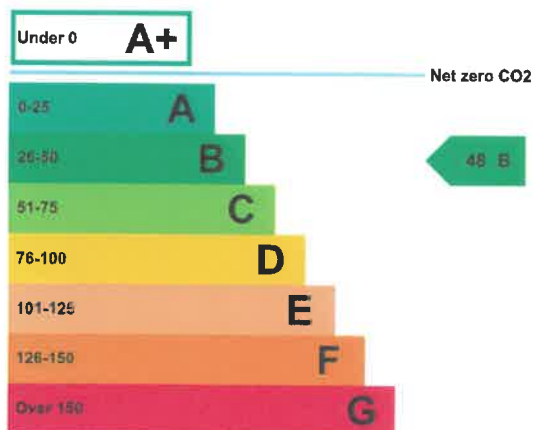 Under 0 A+
Net zero CO2
0-25 A
26-50 B
48 B
51-75 C
76-100 D
101-125 E
126-150 F
Over 150 G